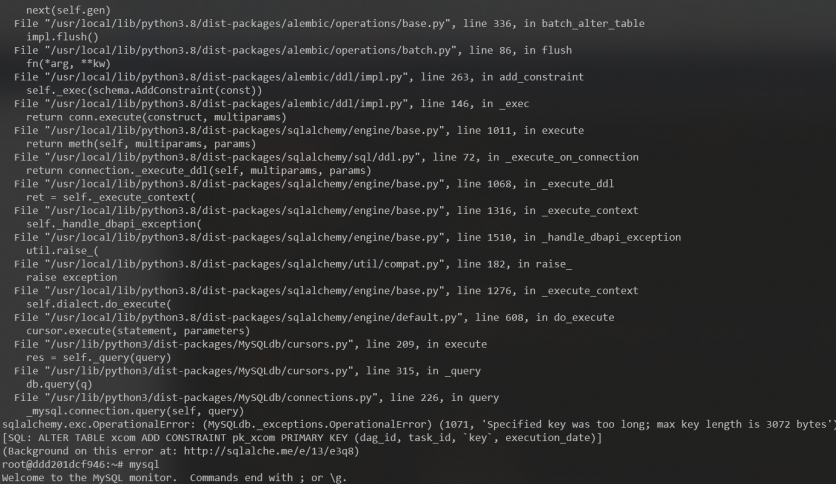 next(self.gen)
File "/usr/local/lib/python3.8/dist-packages/alembic/operations/base.py", line 336, in batch_alter_table
impl.flush()
File "/usr/local/lib/python3.8/dist-packages/alembic/operations/batch.py", line 86, in flush
fn(*arg, **kw)
File "/usr/local/lib/python3.8/dist-packages/alembic/ddl/impl.py", line 263, in add_constraint
self._exec(schema.AddConstraint(const))
File "/usr/local/lib/python3.8/dist-packages/alembic/ddl/impl.py", line 146, in _exec
return conn.execute(construct, multiparams)
File "/usr/local/lib/python3.8/dist-packages/sqlalchemy/engine/base.py", line 1011, in execute
return meth(self, multiparams, params)
File "/usr/local/lib/python3.8/dist-packages/sqlalchemy/sql/ddl.py", line 72, in _execute_on_connection
return connection._execute_ddl(self, multiparams, params)
File "/usr/local/lib/python3.8/dist-packages/sqlalchemy/engine/base.py", line 1068, in _execute_ddl
ret = self._execute_context(
File "/usr/local/lib/python3.8/dist-packages/sqlalchemy/engine/base.py", line 1316, in _execute_context
self._handle_dbapi_exception(
File "/usr/local/lib/python3.8/dist-packages/sqlalchemy/engine/base.py", line 1510, in _handle_dbapi_exception
util.raise_(
File "/usr/local/lib/python3.8/dist-packages/sqlalchemy/util/compat.py", line 182, in raise_
raise exception
File "/usr/local/lib/python3.8/dist-packages/sqlalchemy/engine/base.py", line 1276, in _execute_context
self.dialect.do_execute(
File "/usr/local/lib/python3.8/dist-packages/sqlalchemy/engine/default.py", line 608, in do_execute
cursor.execute(statement, parameters)
File "/usr/lib/python3/dist-packages/MySQLdb/cursors.py", line 209, in execute
res = self._query(query)
File "/usr/lib/python3/dist-packages/MySQLdb/cursors.py", line 315, in _query
db.query(q)
File "/usr/lib/python3/dist-packages/MySQLdb/connections.py", line 226, in query
_mysql.connection.query(self, query)
sqlalchemy.exc.OperationalError: (MySQLdb._exceptions.OperationalError) (1071, 'Specified key was too long; max key length is 3072 bytes')
[SQL: ALTER TABLE xcom ADD CONSTRAINT pk_xcom PRIMARY KEY (dag_id, task_id, `key`, execution_date)]
(Background on this error at: http://sqlalche.me/e/13/e3q8)
root@ddd201dcf946:~# mysql
Welcome to the MySQL monitor.  Commands end with ; or \g.